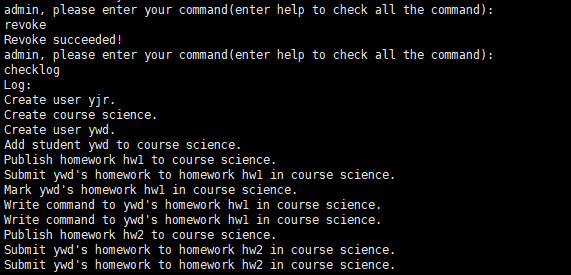 admin, please enter your command(enter help to check all the command):
revoke
Revoke succeeded!
admin, please enter your command(enter help to check all the command):
checklog
Log:
Create user yjr.
Create course science.
Create user ywd.
Add student ywd to course science.
Publish homework hw1 to course science.
Submit ywd's homework to homework hw1 in course science.
Mark ywd's homework hw1 in course science.
Write command to ywd's homework hw1 in course science.
Write command to ywd's homework hw1 in course science.
Publish homework hw2 to course science.
Submit ywd's homework to homework hw2 in course science.
Submit ywd's homework to homework hw2 in course science.